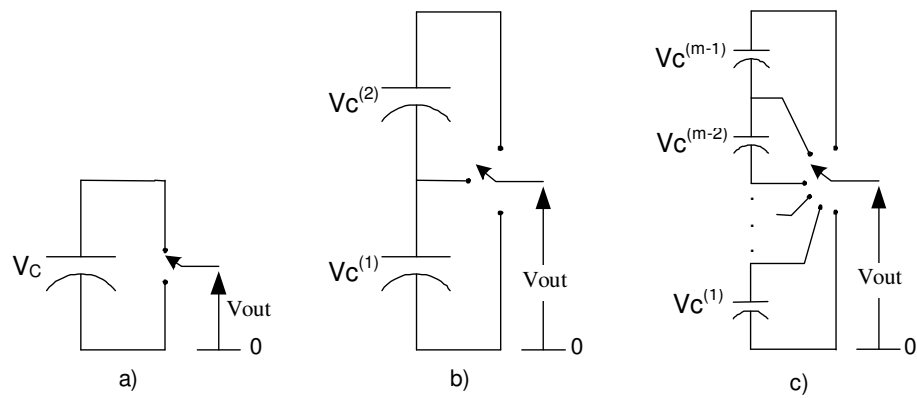 V_C
Vout
0
a)
Vc^(2)
Vc^(1)
Vout
0
b)
Vc^(m-1)
Vc^(m-2)
Vc^(1)
Vout
0
c)